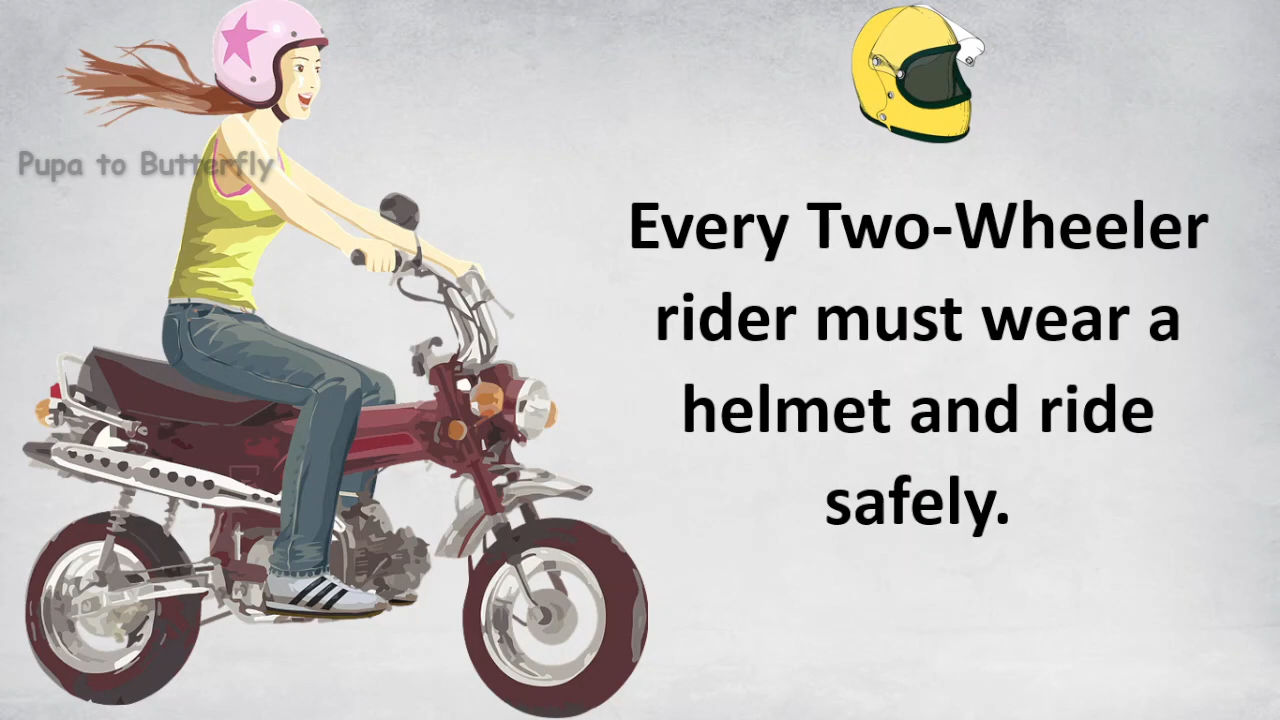 Pupa to Butterfly
Every Two-Wheeler
rider must wear a
helmet and ride
safely.